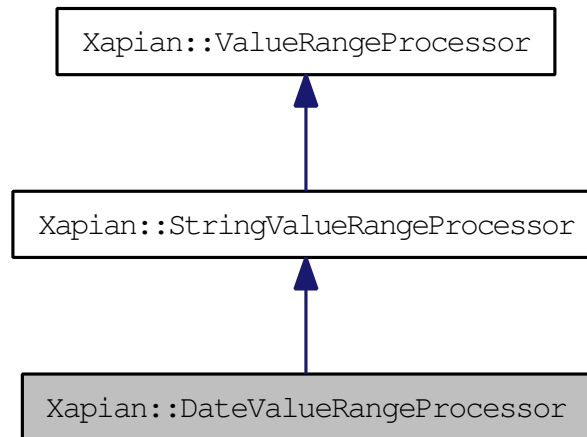 Xapian::ValueRangeProcessor
Xapian::StringValueRangeProcessor
Xapian::DateValueRangeProcessor